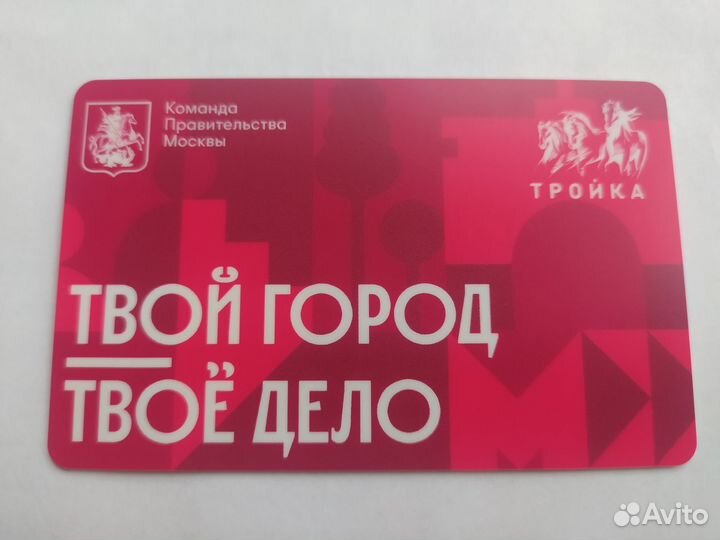 Команда
Правительства
Москвы
ТРОЙКА
ТВОЙ ГОРОД
ТВОЁ ДЕЛО
Avito